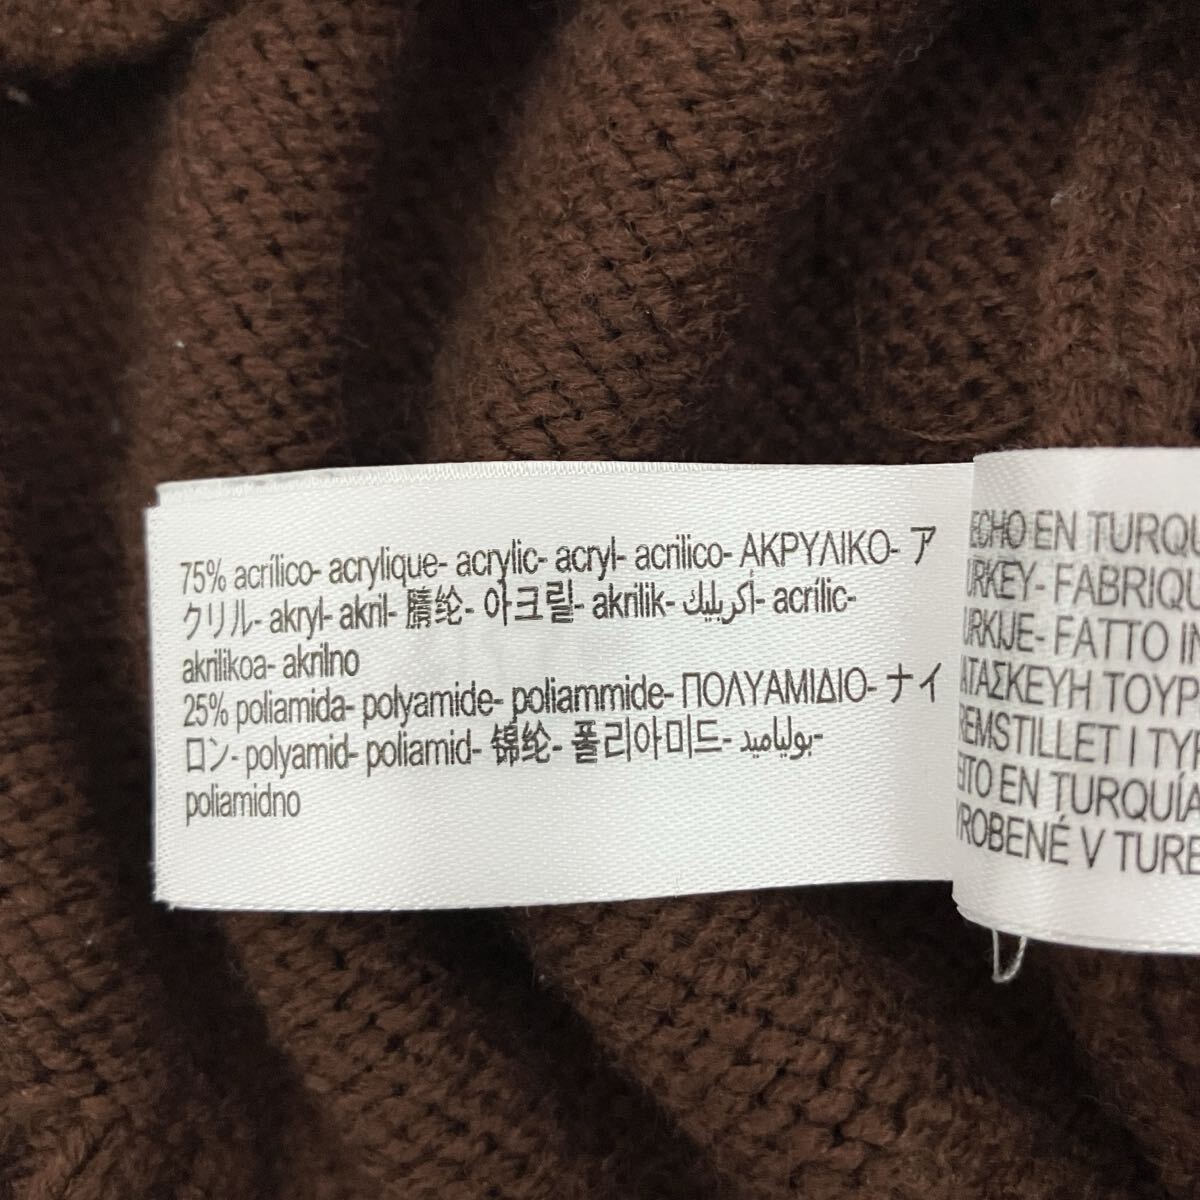 75% acrílico- acrylique- acrylic- acryl- acrilico- ΑΚΡΥΛΙΚΟ- ア
クリル- akryl- akril- 腈纶- 아크릴- akrilik- أكريليك- acrílic-
akrilikoa- akrilno
25% poliamida- polyamide- poliammide- ΠΟΛΥΑΜΙΔΙΟ- ナイ
ロン- polyamid- poliamid- 锦纶- 폴리아미드- بولياميد-
poliamidno
ECHO EN TURQU
URKEY- FABRIQU
URKIJE- FATTO IN
ΑΤΑΣΚΕΥΗ ΤΟΥΡ
REMSTILLET I TYR
EITO EN TURQUÍA
YROBENÉ V TURE